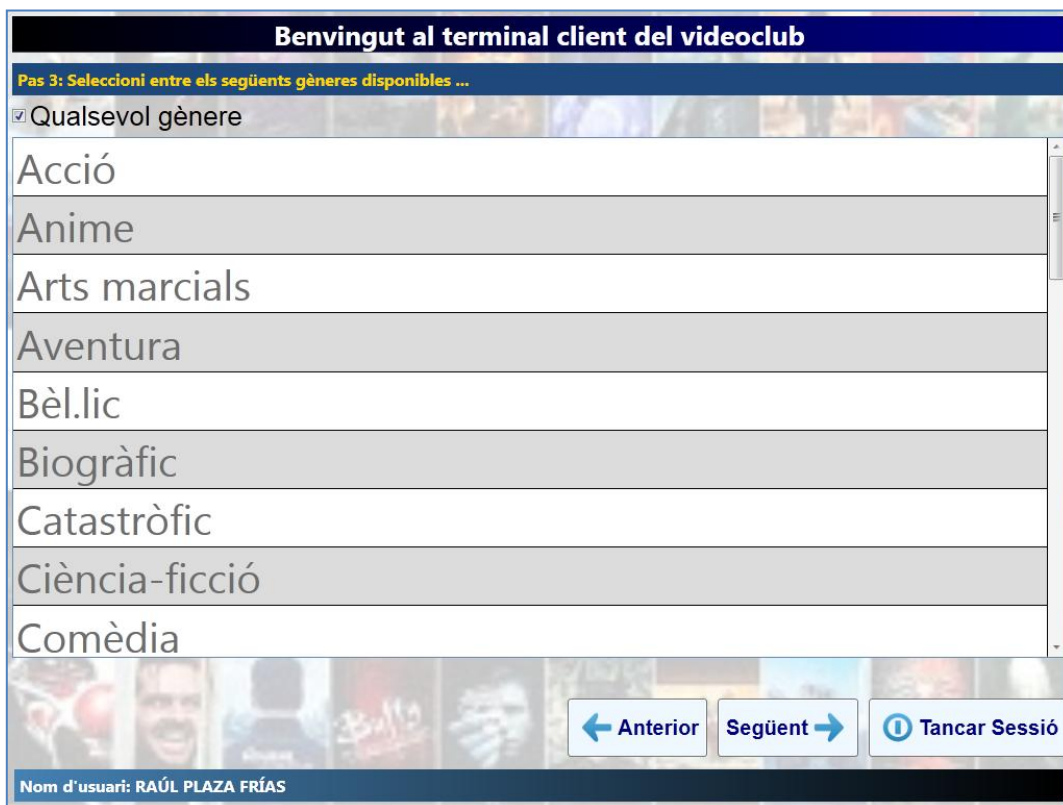 Benvingut al terminal client del videoclub
Pas 3: Seleccioni entre els següents gèneres disponibles ...
Qualsevol gènere
Acció
Anime
Arts marcials
Aventura
Bèl.lic
Biogràfic
Catastròfic
Ciència-ficció
Comèdia
Anterior Següent Tancar Sessió
Nom d'usuari: RAÚL PLAZA FRÍAS